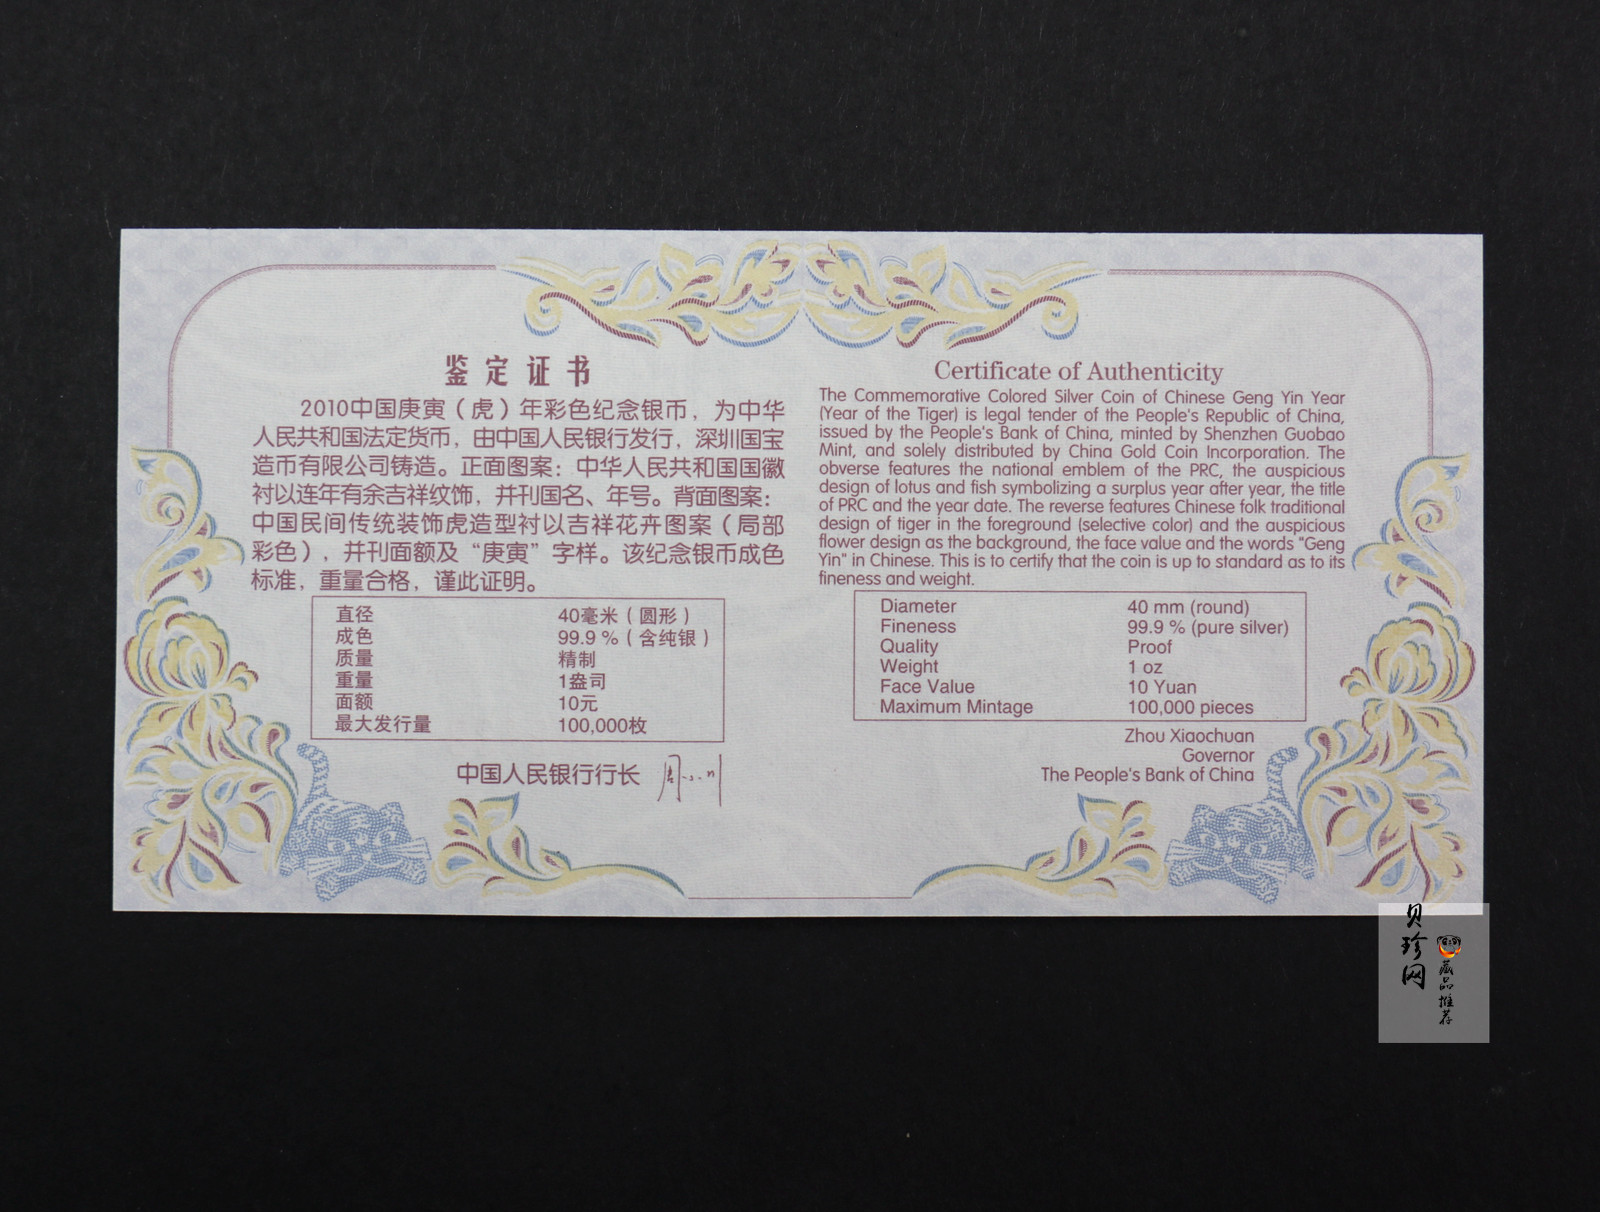 鉴定证书
2010中国庚寅（虎）年彩色纪念银币，为中华
人民共和国法定货币，由中国人民银行发行，深圳国宝
造币有限公司铸造。正面图案：中华人民共和国国徽
衬以连年有余吉祥纹饰，并刊国名、年号。背面图案：
中国民间传统装饰虎造型衬以吉祥花卉图案（局部
彩色），并刊面额及“庚寅”字样。该纪念银币成色
标准，重量合格，谨此证明。
直径 40毫米（圆形）
成色 99.9 %（含纯银）
质量 精制
重量 1盎司
面额 10元
最大发行量 100,000枚
中国人民银行行长 周小川
Certificate of Authenticity
The Commemorative Colored Silver Coin of Chinese Geng Yin Year
(Year of the Tiger) is legal tender of the People's Republic of China,
issued by the People's Bank of China, minted by Shenzhen Guobao
Mint, and solely distributed by China Gold Coin Incorporation. The
obverse features the national emblem of the PRC, the auspicious
design of lotus and fish symbolizing a surplus year after year, the title
of PRC and the year date. The reverse features Chinese folk traditional
design of tiger in the foreground (selective color) and the auspicious
flower design as the background, the face value and the words "Geng
Yin" in Chinese. This is to certify that the coin is up to standard as to its
fineness and weight.
Diameter 40 mm (round)
Fineness 99.9 % (pure silver)
Quality Proof
Weight 1 oz
Face Value 10 Yuan
Maximum Mintage 100,000 pieces
Zhou Xiaochuan
Governor
The People's Bank of China
贝珍网
藏品推荐